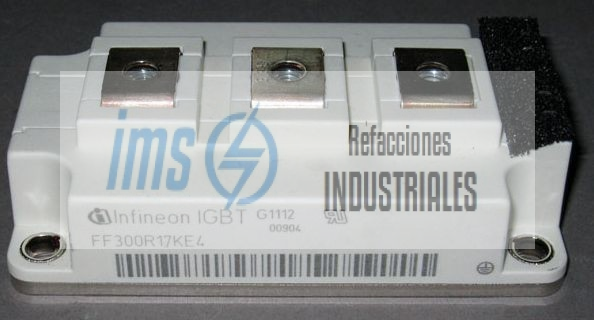 ims Refacciones
INDUSTRIALES
Infineon IGBT G1112
00904
FF300R17KE4